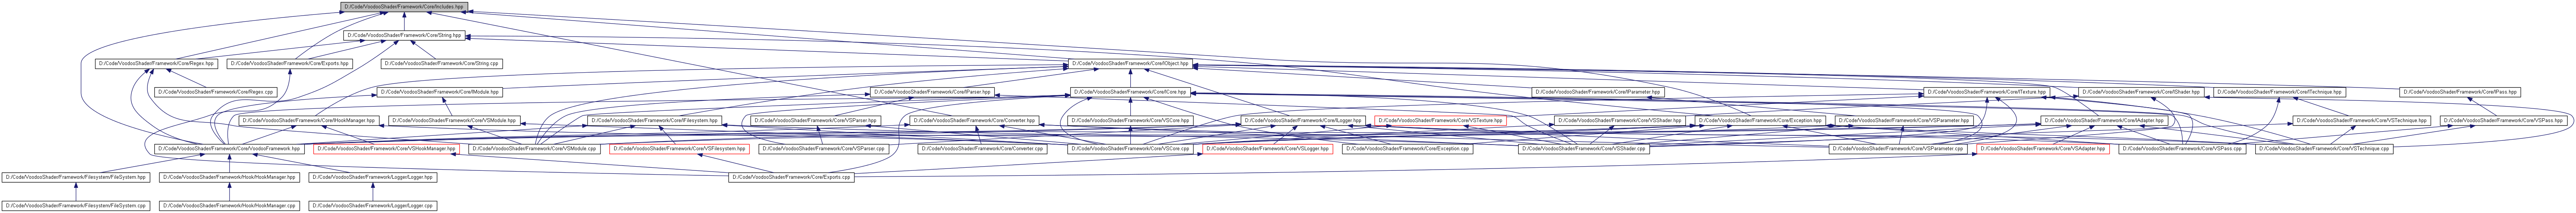 D:/Code/VoodooShader/Framework/Core/Includes.hpp
D:/Code/VoodooShader/Framework/Core/String.hpp
D:/Code/VoodooShader/Framework/Core/Regex.hpp
D:/Code/VoodooShader/Framework/Core/Exports.hpp
D:/Code/VoodooShader/Framework/Core/String.cpp
D:/Code/VoodooShader/Framework/Core/IObject.hpp
D:/Code/VoodooShader/Framework/Core/Regex.cpp
D:/Code/VoodooShader/Framework/Core/IModule.hpp
D:/Code/VoodooShader/Framework/Core/IParser.hpp
D:/Code/VoodooShader/Framework/Core/ICore.hpp
D:/Code/VoodooShader/Framework/Core/IParameter.hpp
D:/Code/VoodooShader/Framework/Core/ITexture.hpp
D:/Code/VoodooShader/Framework/Core/IShader.hpp
D:/Code/VoodooShader/Framework/Core/ITechnique.hpp
D:/Code/VoodooShader/Framework/Core/IPass.hpp
D:/Code/VoodooShader/Framework/Core/IHookManager.hpp
D:/Code/VoodooShader/Framework/Core/VSModule.hpp
D:/Code/VoodooShader/Framework/Core/IFilesystem.hpp
D:/Code/VoodooShader/Framework/Core/VSParser.hpp
D:/Code/VoodooShader/Framework/Core/Converter.hpp
D:/Code/VoodooShader/Framework/Core/VSCore.hpp
D:/Code/VoodooShader/Framework/Core/ILogger.hpp
D:/Code/VoodooShader/Framework/Core/VSTexture.hpp
D:/Code/VoodooShader/Framework/Core/VSShader.hpp
D:/Code/VoodooShader/Framework/Core/Exception.hpp
D:/Code/VoodooShader/Framework/Core/VSParameter.hpp
D:/Code/VoodooShader/Framework/Core/IAdapter.hpp
D:/Code/VoodooShader/Framework/Core/VSTechnique.hpp
D:/Code/VoodooShader/Framework/Core/VSPass.hpp
D:/Code/VoodooShader/Framework/Core/VoodooFramework.hpp
D:/Code/VoodooShader/Framework/Core/VSHookManager.hpp
D:/Code/VoodooShader/Framework/Core/VSModule.cpp
D:/Code/VoodooShader/Framework/Core/VSFilesystem.hpp
D:/Code/VoodooShader/Framework/Core/VSParser.cpp
D:/Code/VoodooShader/Framework/Core/Converter.cpp
D:/Code/VoodooShader/Framework/Core/VSCore.cpp
D:/Code/VoodooShader/Framework/Core/VSLogger.hpp
D:/Code/VoodooShader/Framework/Core/Exception.cpp
D:/Code/VoodooShader/Framework/Core/VSShader.cpp
D:/Code/VoodooShader/Framework/Core/VSParameter.cpp
D:/Code/VoodooShader/Framework/Core/VSAdapter.hpp
D:/Code/VoodooShader/Framework/Core/VSPass.cpp
D:/Code/VoodooShader/Framework/Core/VSTechnique.cpp
D:/Code/VoodooShader/Framework/Filesystem/FileSystem.hpp
D:/Code/VoodooShader/Framework/Hook/HookManager.hpp
D:/Code/VoodooShader/Framework/Logger/Logger.hpp
D:/Code/VoodooShader/Framework/Core/Exports.cpp
D:/Code/VoodooShader/Framework/Filesystem/FileSystem.cpp
D:/Code/VoodooShader/Framework/Hook/HookManager.cpp
D:/Code/VoodooShader/Framework/Logger/Logger.cpp